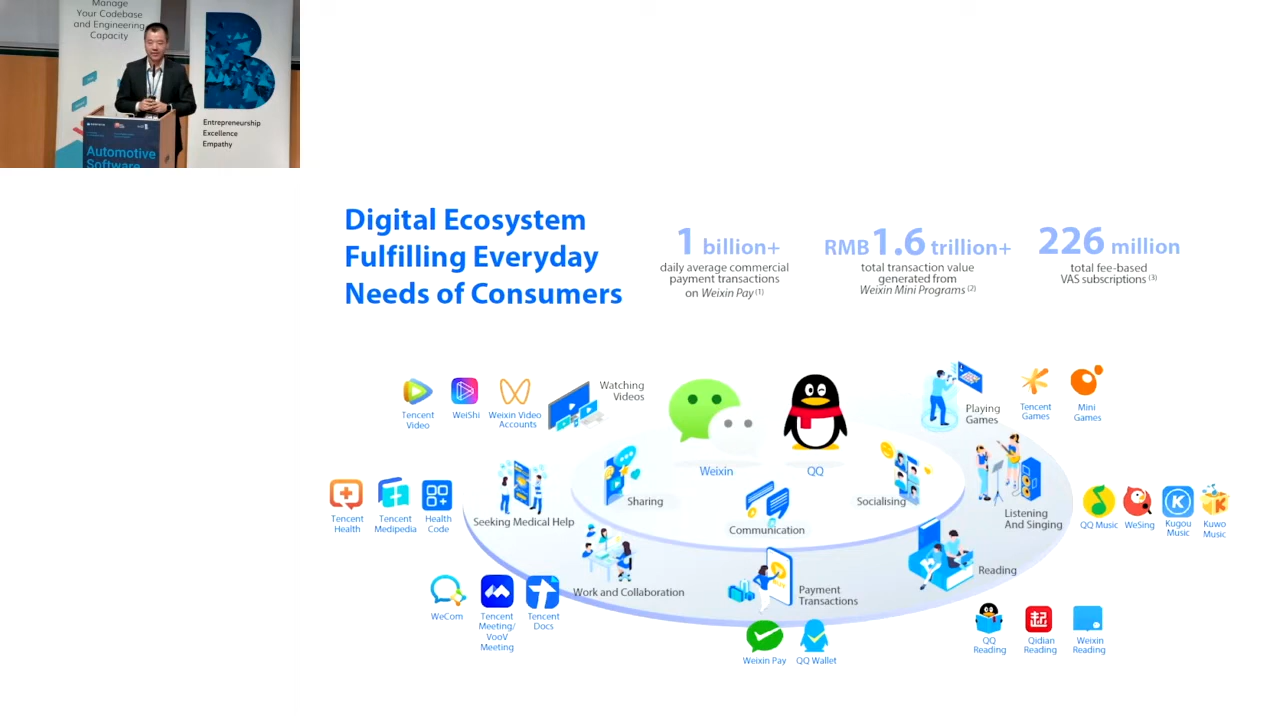 Manage
Your Codebase
and Engineering
Capacity
Entrepreneurship
Excellence
Empathy
Automotive
Software
Digital Ecosystem
Fulfilling Everyday
Needs of Consumers
1 billion+
daily average commercial
payment transactions
on Weixin Pay (1)
RMB 1.6 trillion+
total transaction value
generated from
Weixin Mini Programs (2)
226 million
total fee-based
VAS subscriptions (3)
Tencent
Video
WeiShi
Weixin Video
Accounts
Watching
Videos
Weixin
QQ
Playing
Games
Tencent
Games
Mini
Games
Tencent
Health
Tencent
Medipedia
Health
Code
Seeking Medical Help
Sharing
Communication
Socialising
Listening
And Singing
QQ Music
WeSing
Kugou
Music
Kuwo
Music
WeCom
Tencent
Meeting/
VooV
Meeting
Tencent
Docs
Work and Collaboration
Payment
Transactions
Reading
Weixin Pay
QQ Wallet
QQ
Reading
起
Qidian
Reading
Weixin
Reading